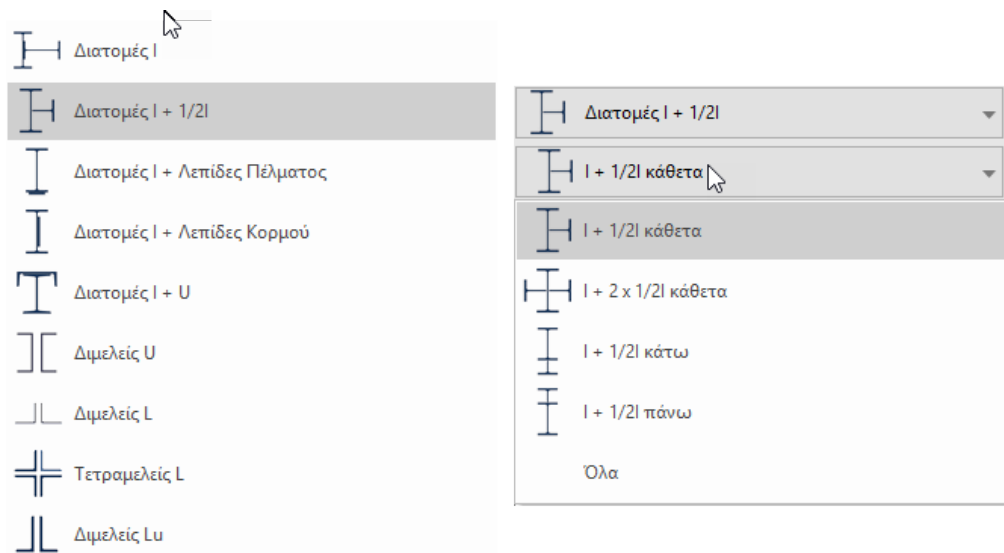 Διατομές I
Διατομές I + 1/2I
Διατομές I + Λεπίδες Πέλματος
Διατομές I + Λεπίδες Κορμού
Διατομές I + U
Διμελείς U
Διμελείς L
Τετραμελείς L
Διμελείς Lu
Διατομές I + 1/2I
I + 1/2I κάθετα
I + 1/2I κάθετα
I + 2 x 1/2I κάθετα
I + 1/2I κάτω
I + 1/2I πάνω
Όλα